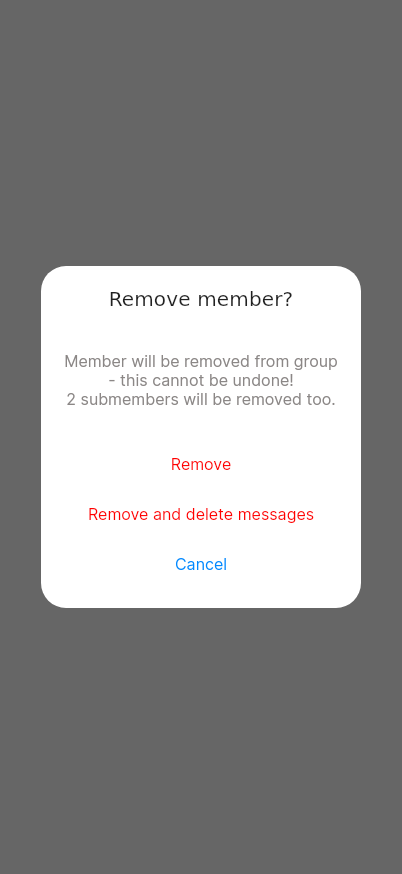 Remove member?
Member will be removed from group
- this cannot be undone!
2 submembers will be removed too.
Remove
Remove and delete messages
Cancel